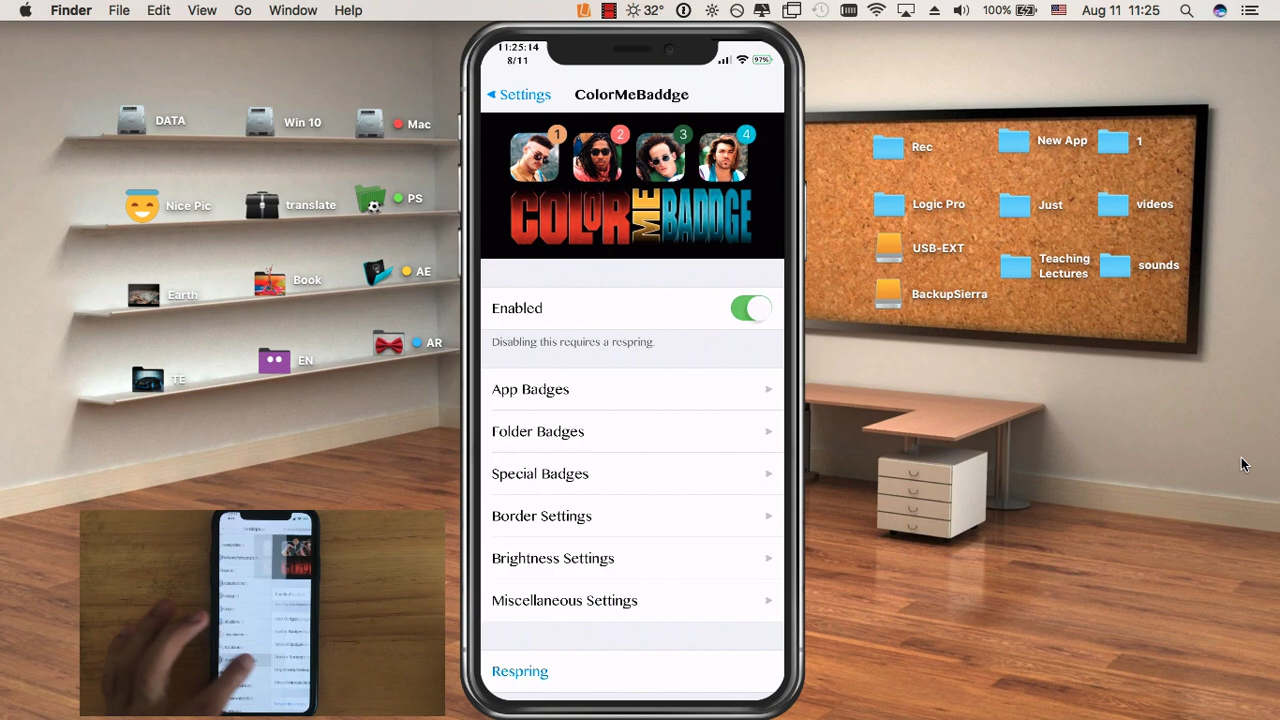 Finder File Edit View Go Window Help 32° 100% Aug 11 11:25
DATA
Win 10
Mac
Nice Pic
translate
PS
Earth
Book
AE
TE
EN
AR
11:25:14
8/11
97%
Settings
ColorMeBaddge
1 2 3 4
COLOR ME BADDGE
Enabled
Disabling this requires a respring.
App Badges
Folder Badges
Special Badges
Border Settings
Brightness Settings
Miscellaneous Settings
Respring
Rec
New App
1
Logic Pro
Just
videos
USB-EXT
Teaching
Lectures
sounds
BackupSierra